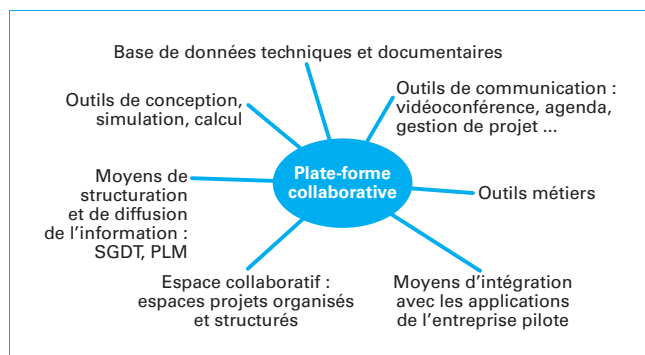 Base de données techniques et documentaires
Outils de communication :
vidéoconférence, agenda,
gestion de projet ...
Outils de conception,
simulation, calcul
Plate-forme
collaborative
Moyens de
structuration
et de diffusion
de l'information :
SGDT, PLM
Outils métiers
Espace collaboratif :
espaces projets organisés
et structurés
Moyens d'intégration
avec les applications
de l'entreprise pilote